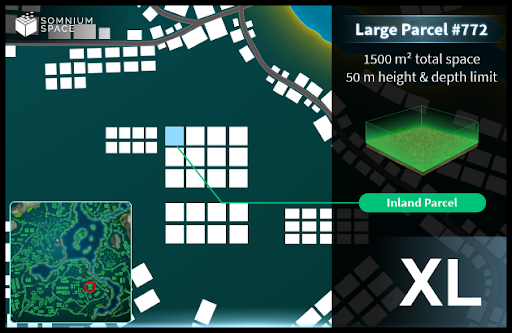 SOMNIUM
SPACE
Large Parcel #772
1500 m² total space
50 m height & depth limit
Inland Parcel
XL